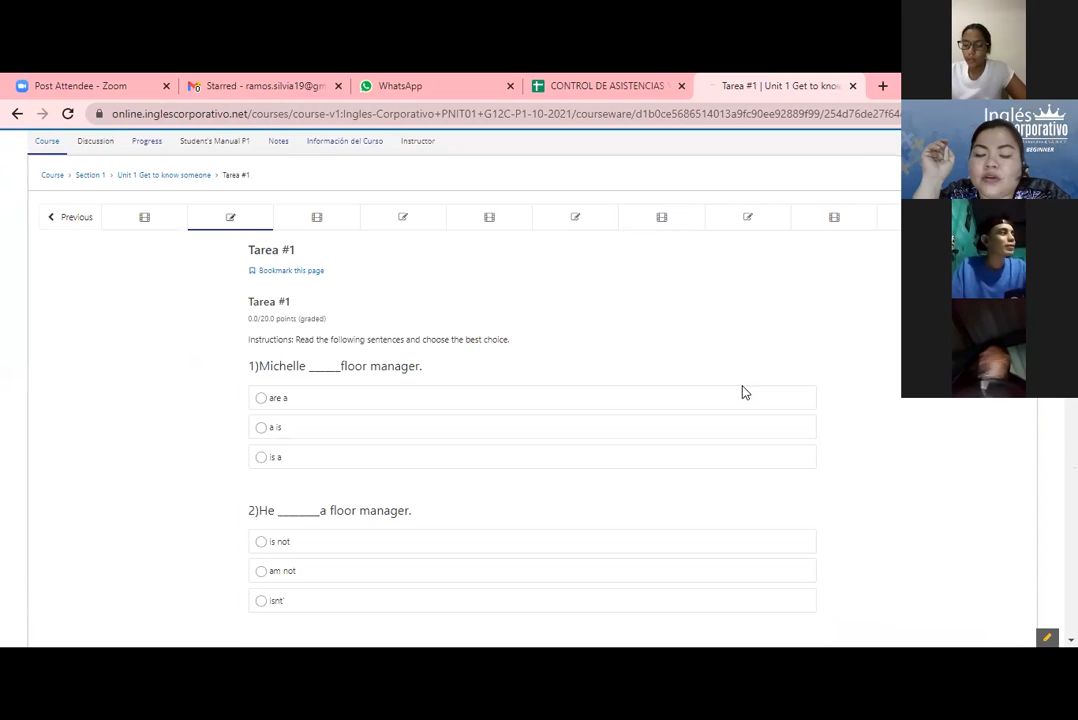 Post Attendee - Zoom
Starred - ramos.silvia19@gm
WhatsApp
CONTROL DE ASISTENCIAS
Tarea #1 | Unit 1 Get to know
online.inglescorporativo.net/courses/course-v1:Ingles-Corporativo+PNIT01+G12C-P1-10-2021/courseware/d1b0ce5686514013a9fc90ee92889f99/254d76de27f64
Course
Discussion
Progress
Student's Manual P1
Notes
Información del Curso
Instructor
Course > Section 1 > Unit 1 Get to know someone > Tarea #1
Previous
Tarea #1
Bookmark this page
Tarea #1
0.0/20.0 points (graded)
Instructions: Read the following sentences and choose the best choice.
1)Michelle _____floor manager.
are a
a is
is a
2)He _______a floor manager.
is not
am not
isnt'
Inglés
BEGINNER